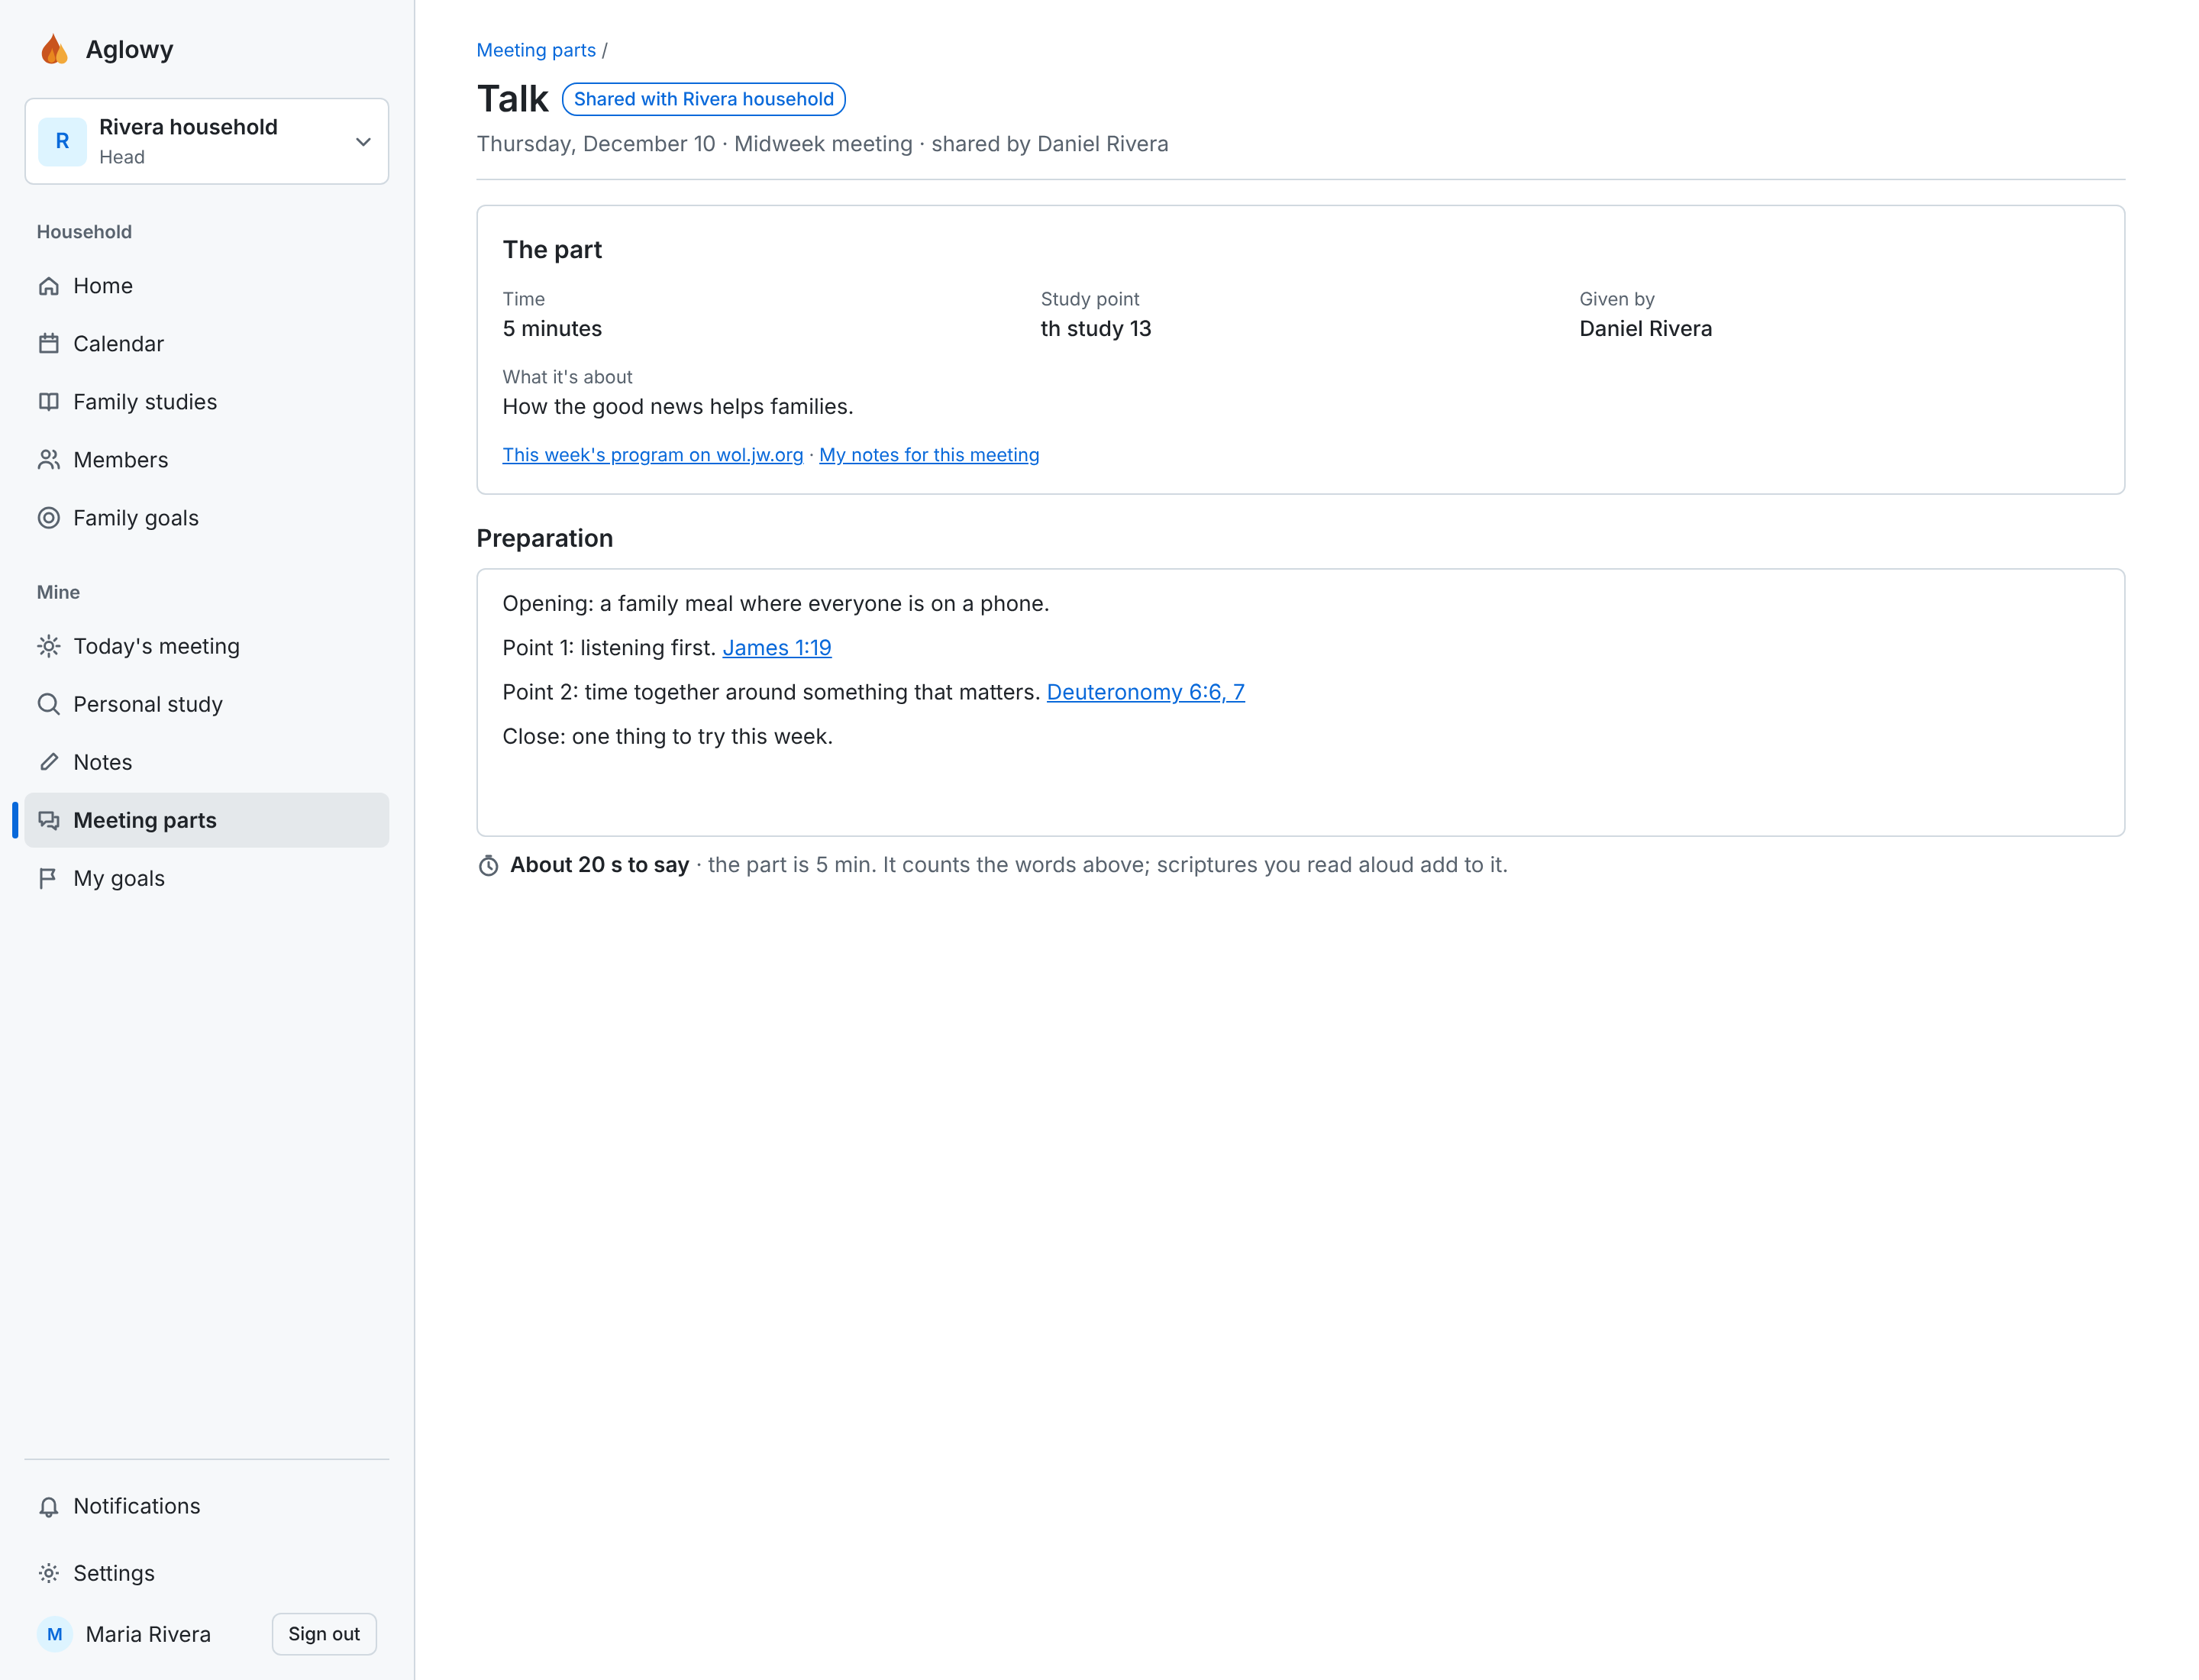 Aglowy
R
Rivera household
Head
Household
Home
Calendar
Family studies
Members
Family goals
Mine
Today's meeting
Personal study
Notes
Meeting parts
My goals
Notifications
Settings
M
Maria Rivera
Sign out
Meeting parts /
Talk
Shared with Rivera household
Thursday, December 10 · Midweek meeting · shared by Daniel Rivera
The part
Time
5 minutes
Study point
th study 13
Given by
Daniel Rivera
What it's about
How the good news helps families.
This week's program on wol.jw.org · My notes for this meeting
Preparation
Opening: a family meal where everyone is on a phone.
Point 1: listening first. James 1:19
Point 2: time together around something that matters. Deuteronomy 6:6, 7
Close: one thing to try this week.
About 20 s to say · the part is 5 min. It counts the words above; scriptures you read aloud add to it.